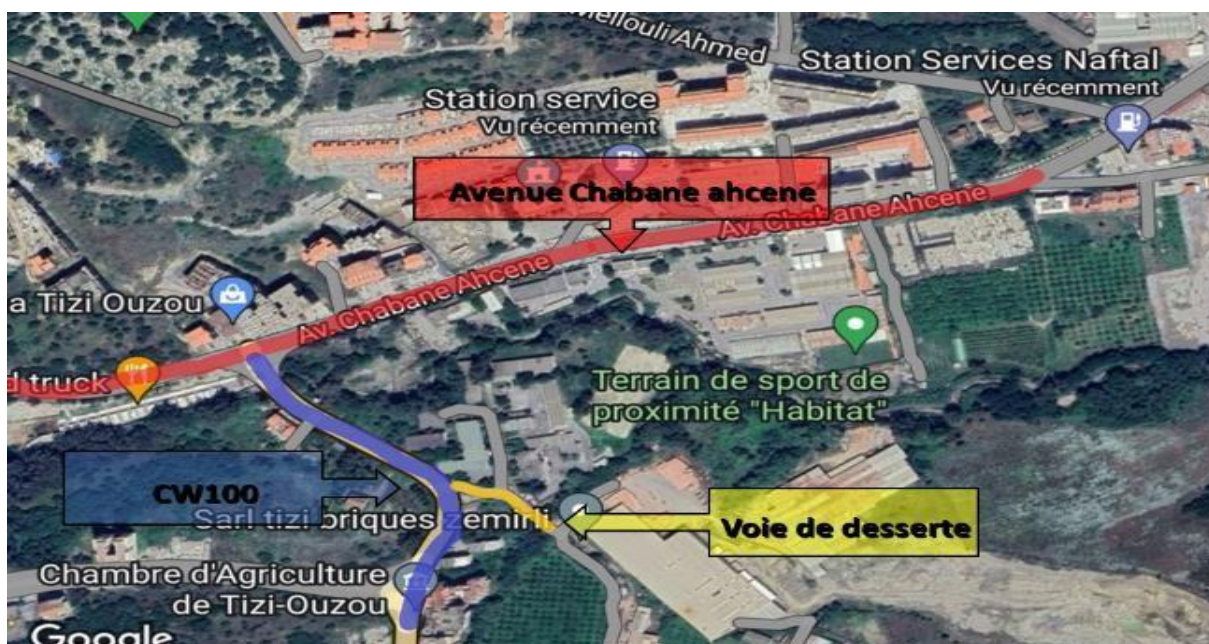 Mellouli Ahmed
Station Services Naftal
Vu récemment
Station service
Vu récemment
Avenue Chabane ahcene
Av. Chabane Ahcene
Av. Chabane Ahcene
a Tizi Ouzou
d truck
Terrain de sport de
proximité "Habitat"
CW100
Sarl tizi briques zemirli
Voie de desserte
Chambre d'Agriculture
de Tizi-Ouzou
Google